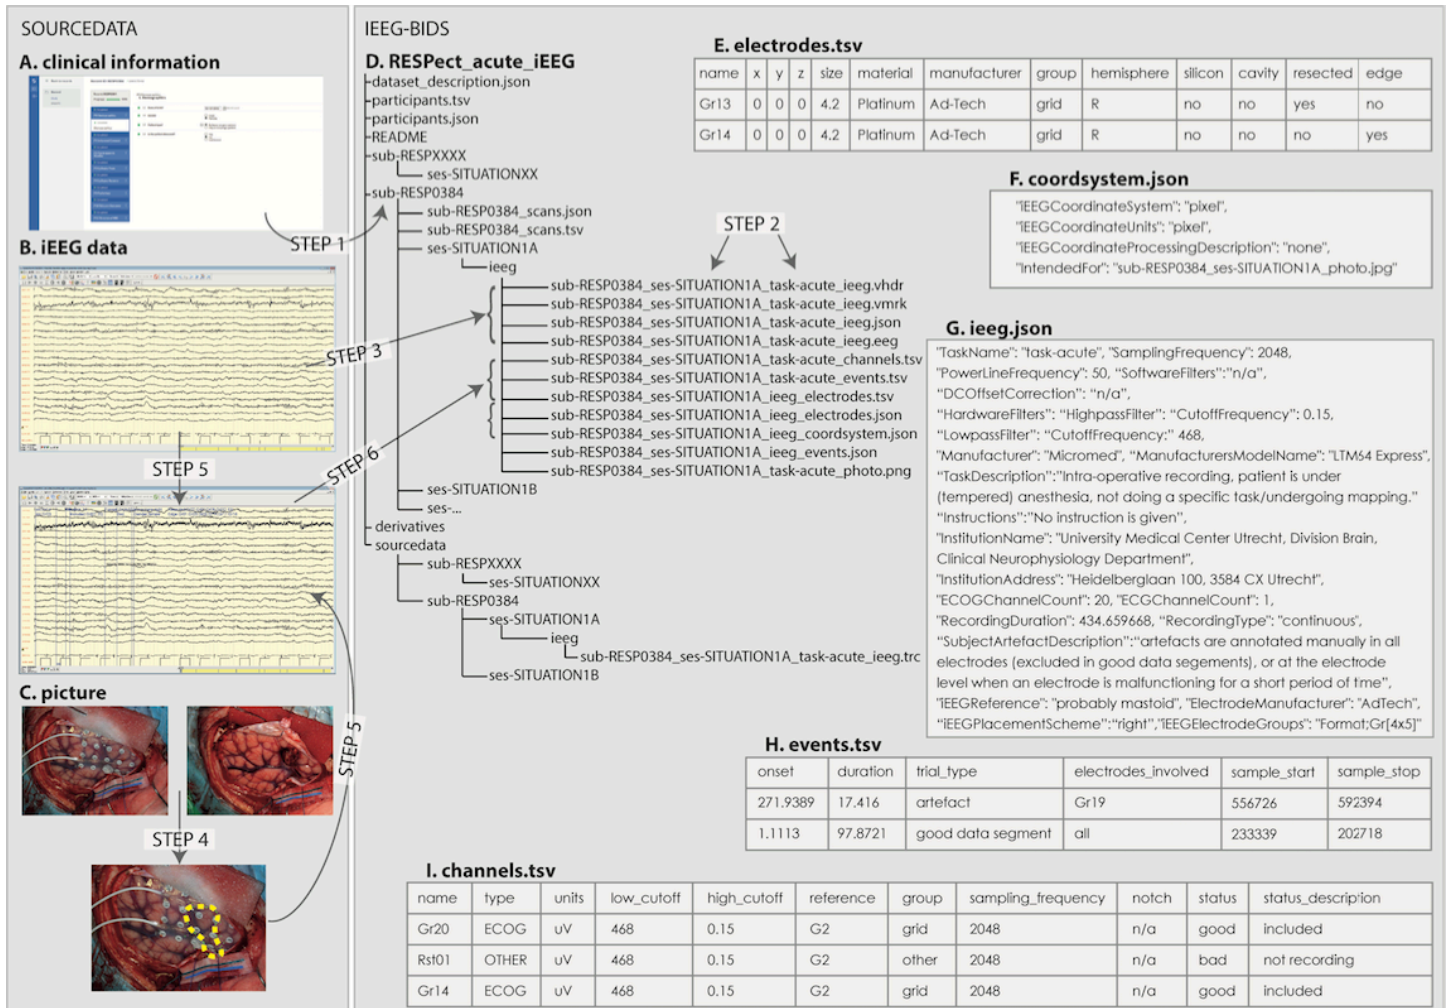 SOURCEDATA
A. clinical information
STEP 1
B. iEEG data
STEP 3
STEP 5
STEP 6
C. picture
STEP 5
STEP 4
IEEG-BIDS
D. RESPect_acute_iEEG
dataset_description.json
participants.tsv
participants.json
README
sub-RESPXXXX
ses-SITUATIONXX
sub-RESP0384
sub-RESP0384_scans.json
sub-RESP0384_scans.tsv
ses-SITUATION1A
ieeg
STEP 2
sub-RESP0384_ses-SITUATION1A_task-acute_ieeg.vhdr
sub-RESP0384_ses-SITUATION1A_task-acute_ieeg.vmrk
sub-RESP0384_ses-SITUATION1A_task-acute_ieeg.json
sub-RESP0384_ses-SITUATION1A_task-acute_ieeg.eeg
sub-RESP0384_ses-SITUATION1A_task-acute_channels.tsv
sub-RESP0384_ses-SITUATION1A_task-acute_events.tsv
sub-RESP0384_ses-SITUATION1A_ieeg_electrodes.tsv
sub-RESP0384_ses-SITUATION1A_ieeg_electrodes.json
sub-RESP0384_ses-SITUATION1A_ieeg_coordsystem.json
sub-RESP0384_ses-SITUATION1A_ieeg_events.json
sub-RESP0384_ses-SITUATION1A_task-acute_photo.png
ses-SITUATION1B
ses-...
derivatives
sourcedata
sub-RESPXXXX
ses-SITUATIONXX
sub-RESP0384
ses-SITUATION1A
ieeg
sub-RESP0384_ses-SITUATION1A_task-acute_ieeg.trc
ses-SITUATION1B
E. electrodes.tsv
name x y z size material manufacturer group hemisphere silicon cavity resected edge
Gr13 0 0 0 4.2 Platinum Ad-Tech grid R no no yes no
Gr14 0 0 0 4.2 Platinum Ad-Tech grid R no no no yes
F. coordsystem.json
"iEEGCoordinateSystem": "pixel",
"iEEGCoordinateUnits": "pixel",
"iEEGCoordinateProcessingDescription": "none",
"IntendedFor": "sub-RESP0384_ses-SITUATION1A_photo.jpg"
G. ieeg.json
"TaskName": "task-acute", "SamplingFrequency": 2048,
"PowerLineFrequency": 50, "SoftwareFilters":"n/a",
"DCOffsetCorrection": "n/a",
"HardwareFilters": "HighpassFilter": "CutoffFrequency": 0.15,
"LowpassFilter": "CutoffFrequency:" 468,
"Manufacturer": "Micromed", "ManufacturersModelName": "LTM64 Express",
"TaskDescription":"Intra-operative recording, patient is under
(tempered) anesthesia, not doing a specific task/undergoing mapping."
"Instructions":"No instruction is given",
"InstitutionName": "University Medical Center Utrecht, Division Brain,
Clinical Neurophysiology Department",
"InstitutionAddress": "Heidelberglaan 100, 3584 CX Utrecht",
"ECOGChannelCount": 20, "ECGChannelCount": 1,
"RecordingDuration": 434.659668, "RecordingType": "continuous",
"SubjectArtefactDescription":"artefacts are annotated manually in all
electrodes (excluded in good data segements), or at the electrode
level when an electrode is malfunctioning for a short period of time",
"iEEGReference": "probably mastoid", "ElectrodeManufacturer": "AdTech",
"iEEGPlacementScheme":"right","iEEGElectrodeGroups": "Format;Gr[4x5]"
H. events.tsv
onset duration trial_type electrodes_involved sample_start sample_stop
271.9389 17.416 artefact Gr19 556726 592394
1.1113 97.8721 good data segment all 233339 202718
I. channels.tsv
name type units low_cutoff high_cutoff reference group sampling_frequency notch status status_description
Gr20 ECOG uV 468 0.15 G2 grid 2048 n/a good included
Rst01 OTHER uV 468 0.15 G2 other 2048 n/a bad not recording
Gr14 ECOG uV 468 0.15 G2 grid 2048 n/a good included